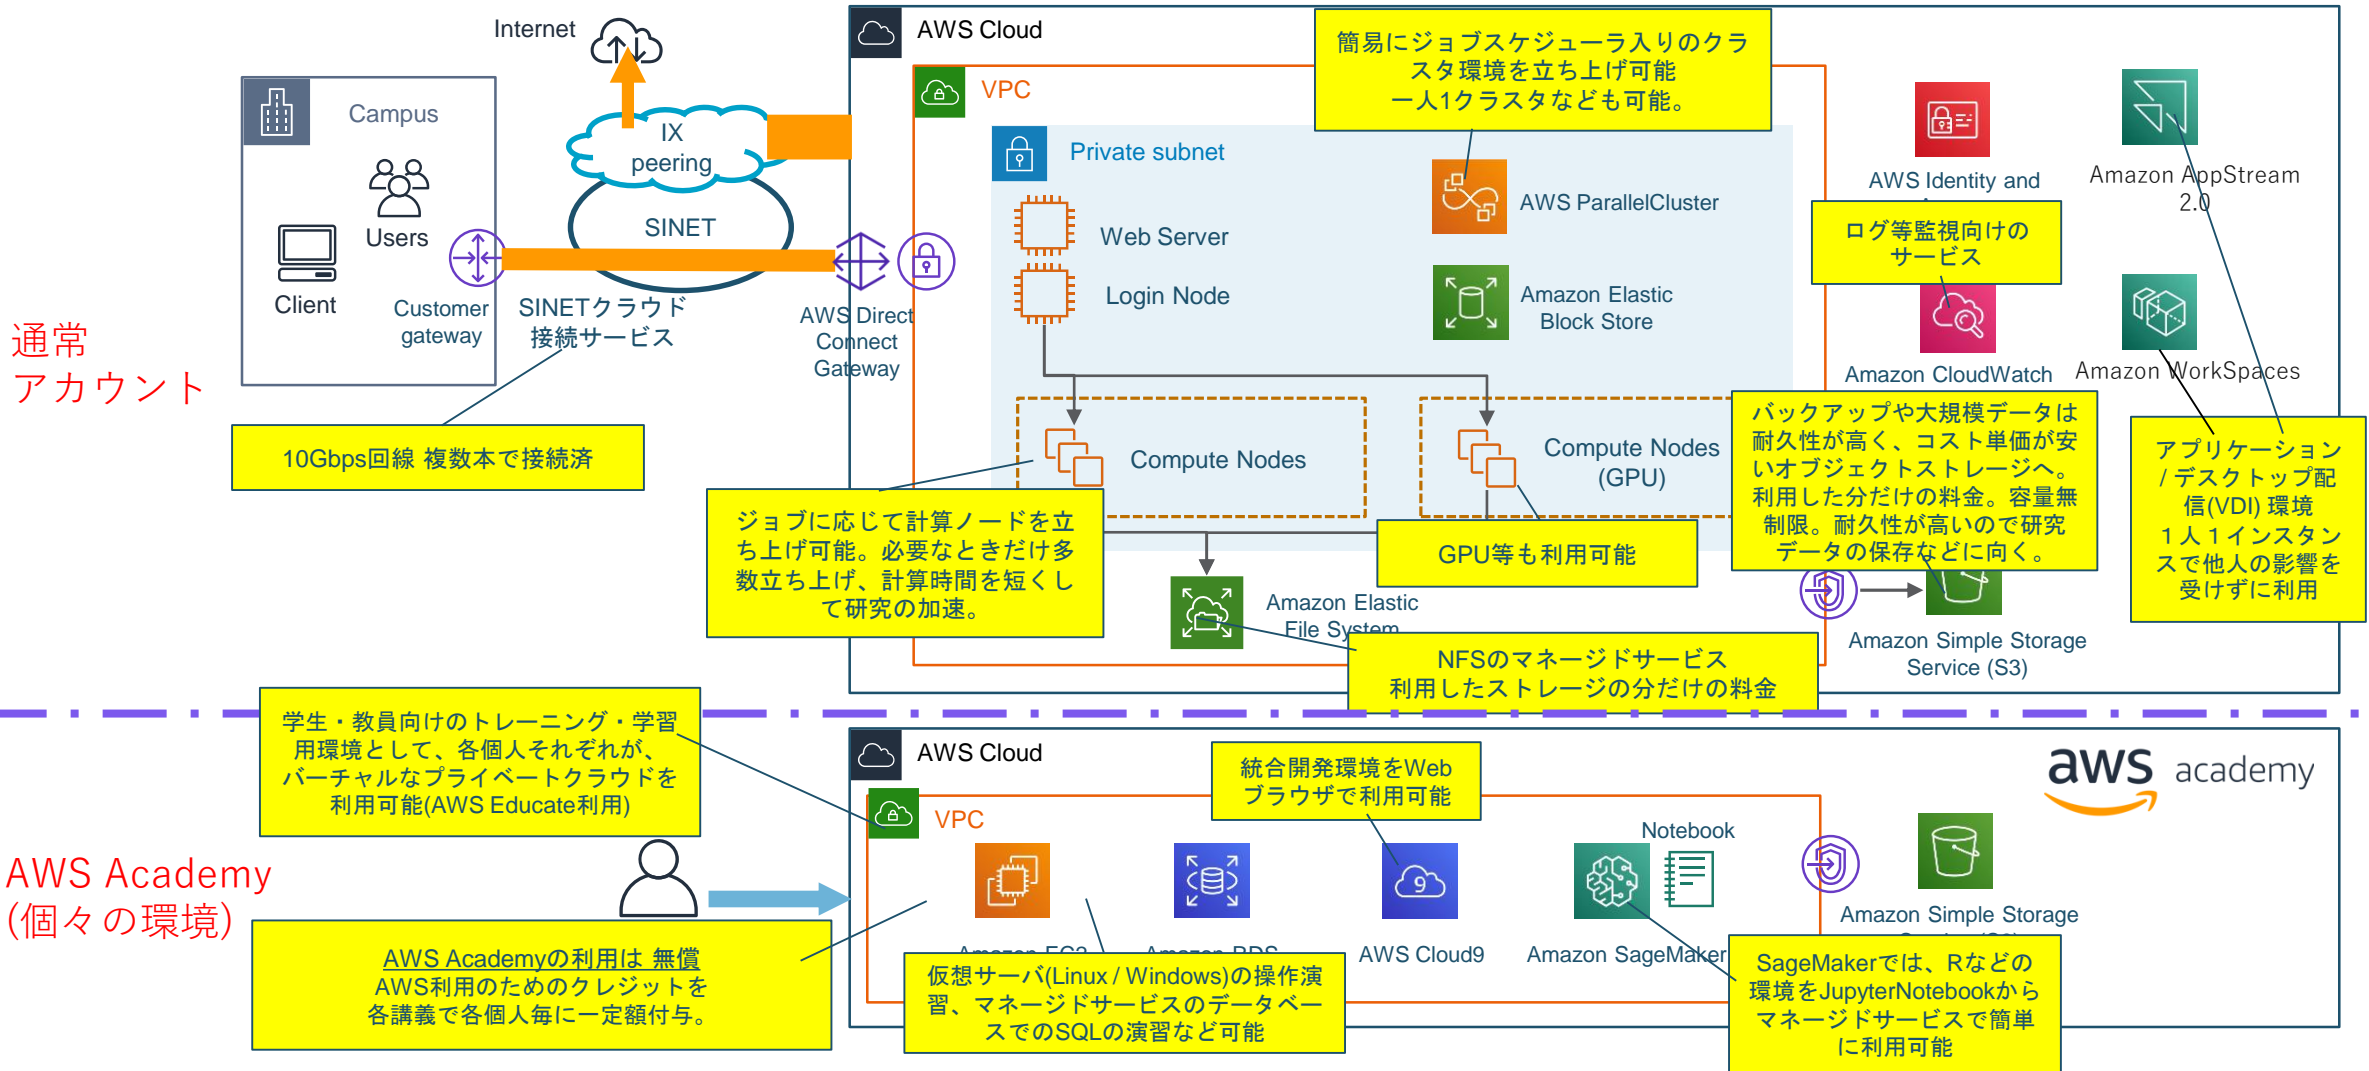 Internet
Campus
Users
Client
Customer
gateway
IX
peering
SINET
SINETクラウド
接続サービス
AWS Direct
Connect
Gateway
通常
アカウント
10Gbps回線 複数本で接続済
AWS Cloud
VPC
Private subnet
Web Server
Login Node
簡易にジョブスケジューラ入りのクラ
スタ環境を立ち上げ可能
一人1クラスタなども可能。
AWS ParallelCluster
Amazon Elastic
Block Store
Compute Nodes
Compute Nodes
(GPU)
ジョブに応じて計算ノードを立
ち上げ可能。必要なときだけ多
数立ち上げ、計算時間を短くし
て研究の加速。
GPU等も利用可能
Amazon Elastic
File System
NFSのマネージドサービス
利用したストレージの分だけの料金
AWS Identity and
ログ等監視向けの
サービス
Amazon CloudWatch
Amazon AppStream
2.0
Amazon WorkSpaces
バックアップや大規模データは
耐久性が高く、コスト単価が安
いオブジェクトストレージへ。
利用した分だけの料金。容量無
制限。耐久性が高いので研究
データの保存などに向く。
アプリケーション
/ デスクトップ配
信(VDI) 環境
１人１インスタン
スで他人の影響を
受けずに利用
Amazon Simple Storage
Service (S3)
学生・教員向けのトレーニング・学習
用環境として、各個人それぞれが、
バーチャルなプライベートクラウドを
利用可能(AWS Educate利用)
AWS Academy
(個々の環境)
AWS Academyの利用は 無償
AWS利用のためのクレジットを
各講義で各個人毎に一定額付与。
AWS Cloud
VPC
統合開発環境をWeb
ブラウザで利用可能
9
Notebook
aws academy
Amazon EC2
Amazon RDS
AWS Cloud9
Amazon SageMaker
Amazon Simple Storage
仮想サーバ(Linux / Windows)の操作演
習、マネージドサービスのデータベー
スでのSQLの演習など可能
SageMakerでは、Rなどの
環境をJupyterNotebookから
マネージドサービスで簡単
に利用可能